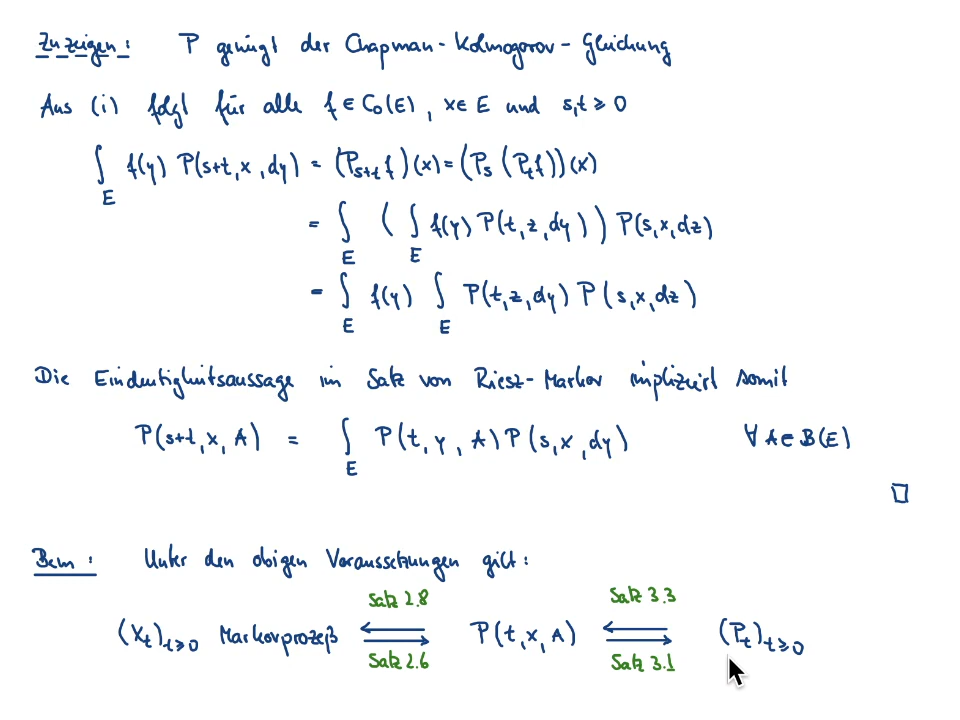 Zu zeigen: P genügt der Chapman-Kolmogorov-Gleichung
Aus (i) folgt für alle f ∈ C₀(E), x ∈ E und s,t ≥ 0
∫_E f(y) P(s+t, x, dy) = (P_{s+t} f)(x) = (P_s (P_t f))(x)
= ∫_E ( ∫_E f(y) P(t, z, dy) ) P(s, x, dz)
= ∫_E f(y) ∫_E P(t, z, dy) P(s, x, dz)
Die Eindeutigkeitsaussage im Satz von Riesz-Markov impliziert somit
P(s+t, x, A) = ∫_E P(t, y, A) P(s, x, dy) ∀ A ∈ B(E)
□
Bem: Unter den obigen Voraussetzungen gilt:
Satz 2.8 Satz 3.3
(X_t)_{t≥0} Markovprozeß ⇄ P(t, x, A) ⇄ (P_t)_{t≥0}
Satz 2.6 Satz 3.1